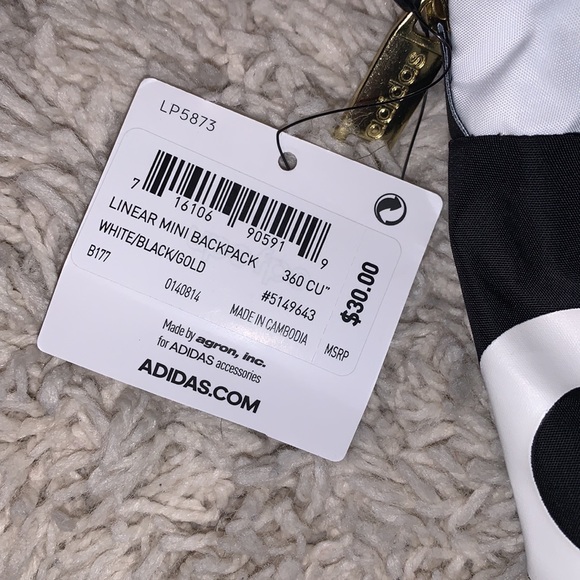 LP5873
7 16106 90591 9
LINEAR MINI BACKPACK
WHITE/BLACK/GOLD 360 CU"
B177 0140814 #5149643
MADE IN CAMBODIA
$30.00
MSRP
Made by agron, inc.
for ADIDAS accessories
ADIDAS.COM
adidas